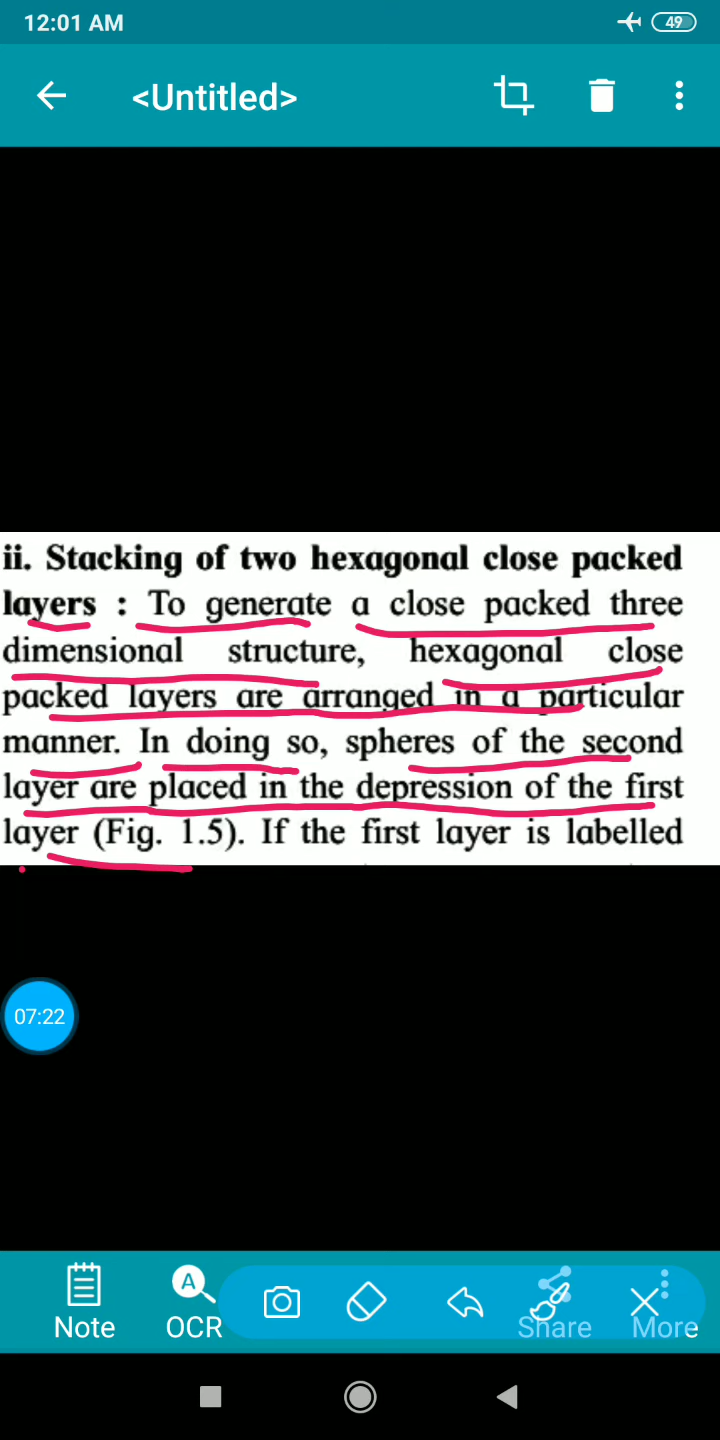 12:01 AM
49
<Untitled>
ii. Stacking of two hexagonal close packed
layers : To generate a close packed three
dimensional structure, hexagonal close
packed layers are arranged in a particular
manner. In doing so, spheres of the second
layer are placed in the depression of the first
layer (Fig. 1.5). If the first layer is labelled
07:22
A
Note OCR Share More